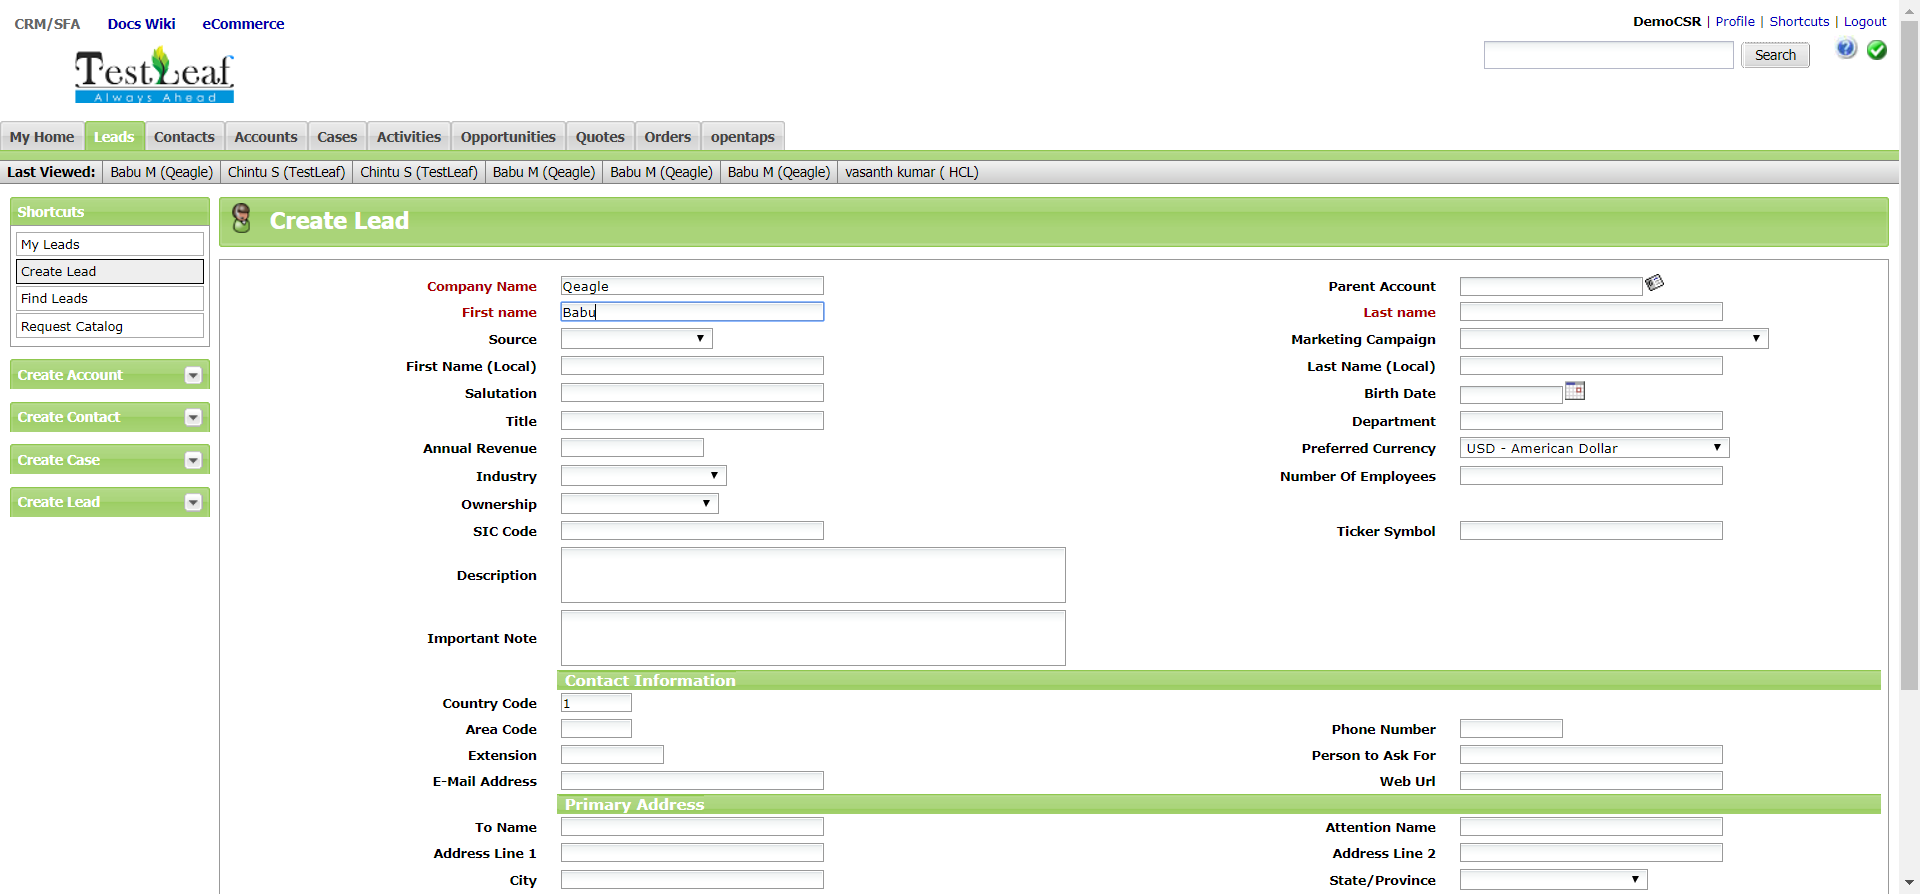 CRM/SFA Docs Wiki eCommerce
DemoCSR | Profile | Shortcuts | Logout
Search
TestLeaf
Always Ahead
My Home Leads Contacts Accounts Cases Activities Opportunities Quotes Orders opentaps
Last Viewed: Babu M (Qeagle) Chintu S (TestLeaf) Chintu S (TestLeaf) Babu M (Qeagle) Babu M (Qeagle) Babu M (Qeagle) vasanth kumar ( HCL)
Shortcuts
My Leads
Create Lead
Find Leads
Request Catalog
Create Account
Create Contact
Create Case
Create Lead
Create Lead
Company Name Qeagle Parent Account
First name Babu Last name
Source Marketing Campaign
First Name (Local) Last Name (Local)
Salutation Birth Date
Title Department
Annual Revenue Preferred Currency USD - American Dollar
Industry Number Of Employees
Ownership
SIC Code Ticker Symbol
Description
Important Note
Contact Information
Country Code 1
Area Code Phone Number
Extension Person to Ask For
E-Mail Address Web Url
Primary Address
To Name Attention Name
Address Line 1 Address Line 2
City State/Province